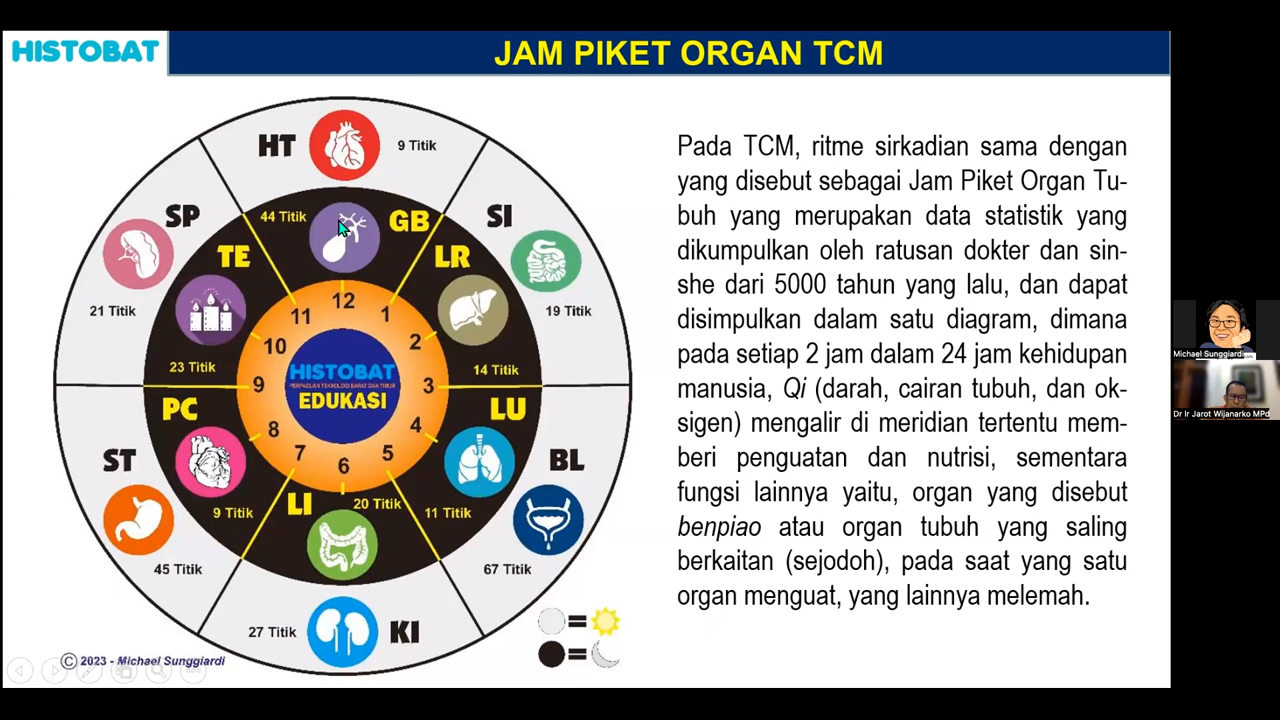 HISTOBAT
JAM PIKET ORGAN TCM
HT
9 Titik
SP
21 Titik
44 Titik
GB
SI
19 Titik
TE
23 Titik
LR
14 Titik
12
11
1
10
2
9
3
8
4
7
5
6
HISTOBAT
PERPADUAN TEKNOLOGI BARAT DAN TIMUR
EDUKASI
PC
9 Titik
LU
11 Titik
ST
45 Titik
LI
20 Titik
BL
67 Titik
27 Titik
KI
=
=
© 2023 - Michael Sunggiardi
Pada TCM, ritme sirkadian sama dengan
yang disebut sebagai Jam Piket Organ Tu-
buh yang merupakan data statistik yang
dikumpulkan oleh ratusan dokter dan sin-
she dari 5000 tahun yang lalu, dan dapat
disimpulkan dalam satu diagram, dimana
pada setiap 2 jam dalam 24 jam kehidupan
manusia, Qi (darah, cairan tubuh, dan ok-
sigen) mengalir di meridian tertentu mem-
beri penguatan dan nutrisi, sementara
fungsi lainnya yaitu, organ yang disebut
benpiao atau organ tubuh yang saling
berkaitan (sejodoh), pada saat yang satu
organ menguat, yang lainnya melemah.
Michael Sunggiardi
Dr Ir Jarot Wijanarko MPd